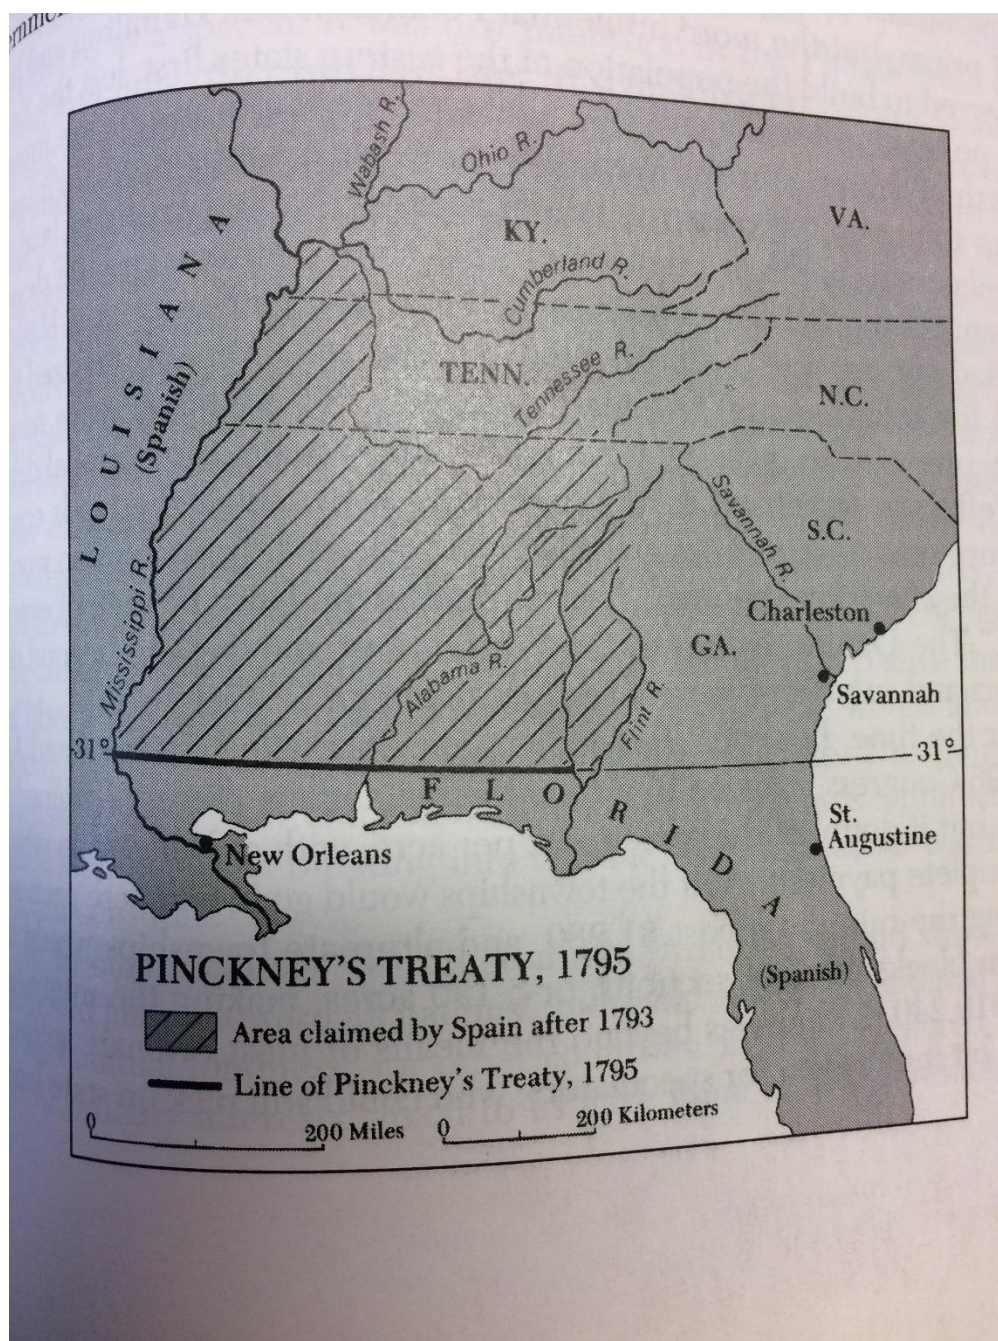 Wabash R.
Ohio R.
VA.
KY.
LOUISIANA
(Spanish)
Cumberland R.
TENN.
Tennessee R.
N.C.
Savannah R.
S.C.
Mississippi R.
Charleston
GA.
Alabama R.
Flint R.
Savannah
31°
31°
FLORIDA
St.
Augustine
New Orleans
(Spanish)
PINCKNEY'S TREATY, 1795
Area claimed by Spain after 1793
Line of Pinckney's Treaty, 1795
0 200 Miles 0 200 Kilometers